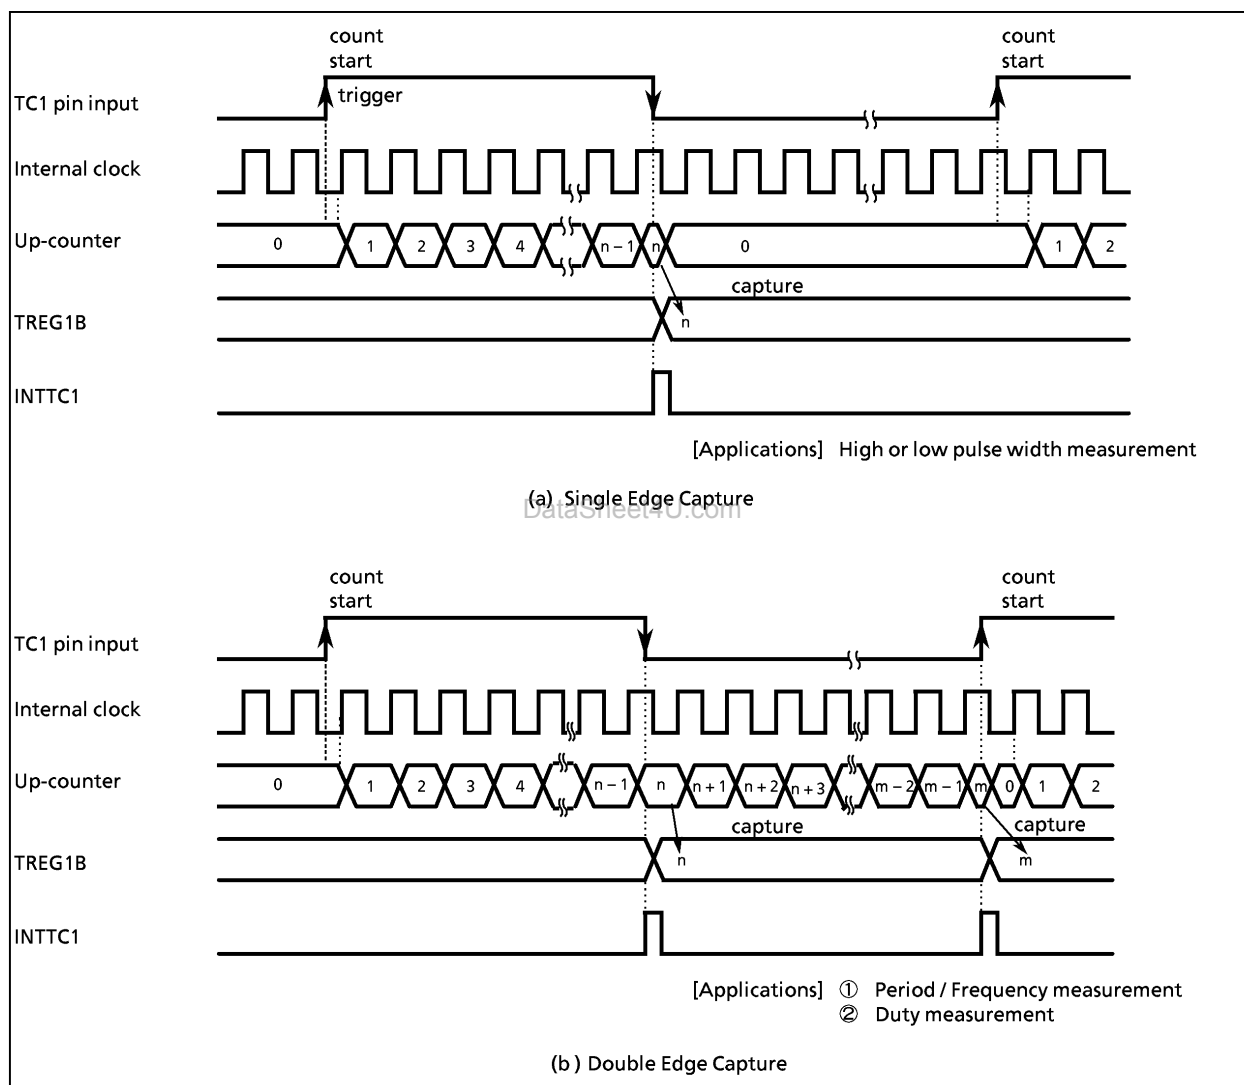 count
start
TC1 pin input
trigger
count
start
Internal clock
Up-counter
0 1 2 3 4 n – 1 n 0 1 2
capture
TREG1B
n
INTTC1
[Applications] High or low pulse width measurement
(a) Single Edge Capture
DataSheet4U.com
count
start
TC1 pin input
count
start
Internal clock
Up-counter
0 1 2 3 4 n – 1 n n + 1 n + 2 n + 3 m – 2 m – 1 m 0 1 2
capture capture
TREG1B
n m
INTTC1
[Applications] ① Period / Frequency measurement
② Duty measurement
(b ) Double Edge Capture